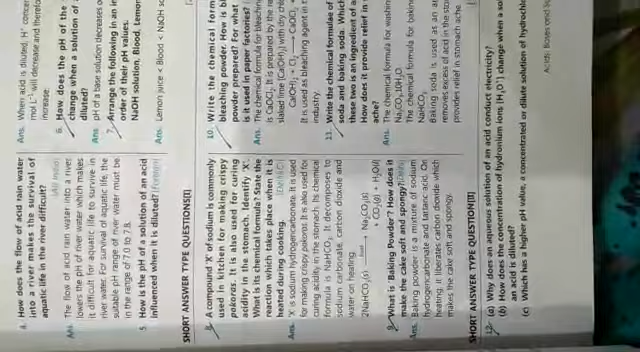 4. How does the flow of acid rain water
into a river makes the survival of
aquatic life in the river difficult?
(All India)
Ans. The flow of acid rain water into a river,
lowers the pH of river water which makes
it difficult for aquatic life to survive in
river water. For survival of aquatic life, the
suitable pH range of river water must be
in the range of 7.0 to 7.8.
5. How is the pH of a solution of an acid
influenced when it is diluted? (Foreign)
Ans. When acid is diluted, H⁺ concen
mol L⁻¹ will decrease and therefore
increase.
6. How does the pH of the
change when a solution of
diluted?
Ans. pH of a base solution decreases o
7. Arrange the following in an in
order of their pH values.
NaOH solution, Blood, Lemon
Ans. Lemon juice < Blood < NaOH so
SHORT ANSWER TYPE QUESTIONS[I]
8. A compound 'X' of sodium is commonly
used in kitchen for making crispy
pakoras. It is also used for curing
acidity in the stomach. Identify 'X'.
What is its chemical formula? State the
reaction which takes place when it is
heated during cooking.
Ans. 'X' is sodium hydrogencarbonate. It is used
for making crispy pakoras. It is also used for
curing acidity in the stomach. Its chemical
formula is NaHCO₃. It decomposes to
sodium carbonate, carbon dioxide and
water on heating.
2NaHCO₃(s) → Na₂CO₃(s)
+ CO₂(g) + H₂O(l)
9. What is Baking Powder'? How does it
make the cake soft and spongy?
Ans. Baking powder is a mixture of sodium
hydrogencarbonate and tartaric acid. On
heating, it liberates carbon dioxide which
makes the cake soft and spongy.
10. Write the chemical form
bleaching powder. How is bl
powder prepared? For what
is it used in paper factories?
Ans. The chemical formula for bleaching
is CaOCl₂. It is prepared by the re
slaked lime [Ca(OH)₂] with dry
Ca(OH)₂ + Cl₂ → CaOCl₂ +
It is used as bleaching agent in t
industry.
11. Write the chemical formulae of
soda and baking soda. Which
these two is an ingredient of a
How does it provide relief in
ache?
Ans. The chemical formula for washing
Na₂CO₃.10H₂O
The chemical formula for baking
NaHCO₃
Baking soda is used as an an
removes excess of acid in the sto
provides relief in stomach ache.
SHORT ANSWER TYPE QUESTION[II]
12. (a) Why does an aqueous solution of an acid conduct electricity?
(b) How does the concentration of hydronium ions [H₃O⁺] change when a so
an acid is diluted?
(c) Which has a higher pH value, a concentrated or dilute solution of hydrochlo